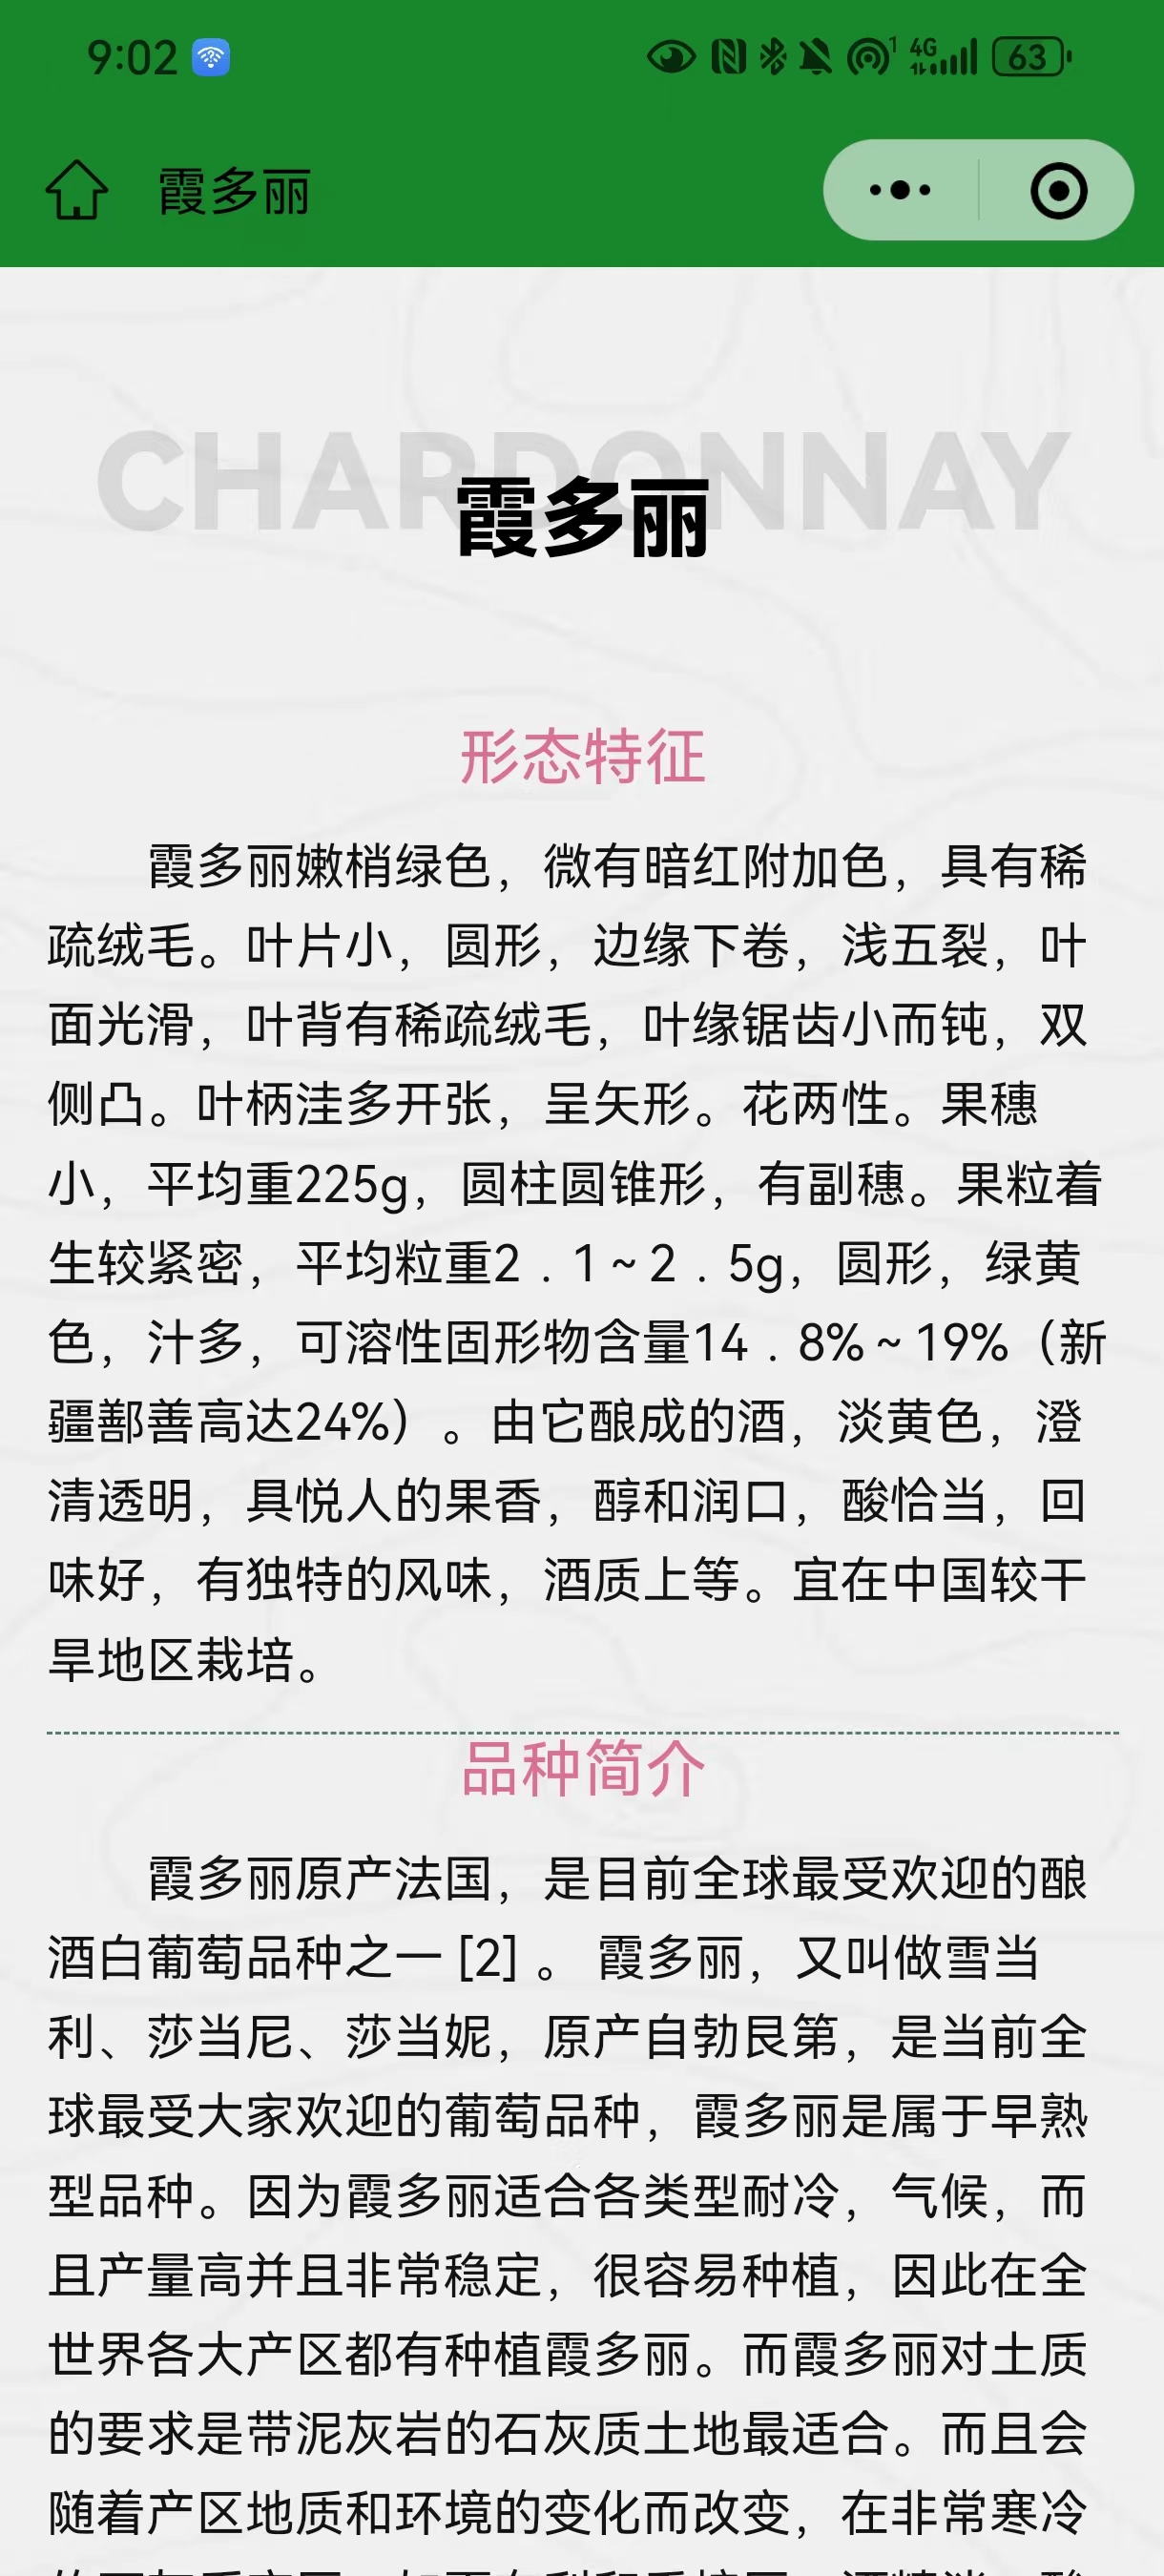 9:02
1 4G 63
霞多丽
CHARDONNAY
霞多丽
形态特征
霞多丽嫩梢绿色，微有暗红附加色，具有稀
疏绒毛。叶片小，圆形，边缘下卷，浅五裂，叶
面光滑，叶背有稀疏绒毛，叶缘锯齿小而钝，双
侧凸。叶柄洼多开张，呈矢形。花两性。果穗
小，平均重225g，圆柱圆锥形，有副穗。果粒着
生较紧密，平均粒重2．1～2．5g，圆形，绿黄
色，汁多，可溶性固形物含量14．8%～19%（新
疆鄯善高达24%）。由它酿成的酒，淡黄色，澄
清透明，具悦人的果香，醇和润口，酸恰当，回
味好，有独特的风味，酒质上等。宜在中国较干
旱地区栽培。
品种简介
霞多丽原产法国，是目前全球最受欢迎的酿
酒白葡萄品种之一 [2] 。 霞多丽，又叫做雪当
利、莎当尼、莎当妮，原产自勃艮第，是当前全
球最受大家欢迎的葡萄品种，霞多丽是属于早熟
型品种。因为霞多丽适合各类型耐冷，气候，而
且产量高并且非常稳定，很容易种植，因此在全
世界各大产区都有种植霞多丽。而霞多丽对土质
的要求是带泥灰岩的石灰质土地最适合。而且会
随着产区地质和环境的变化而改变，在非常寒冷